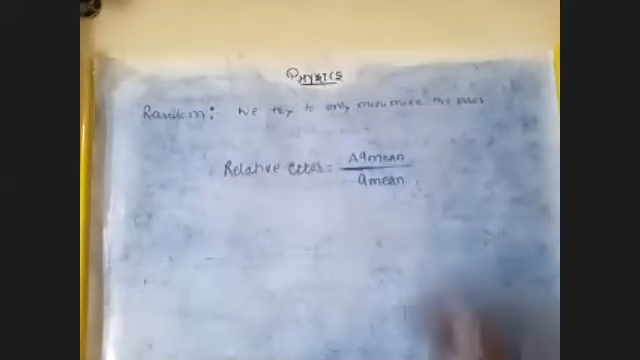 PHYSICS
Random:- We try to only minimize the error
Relative error = Δamean
amean